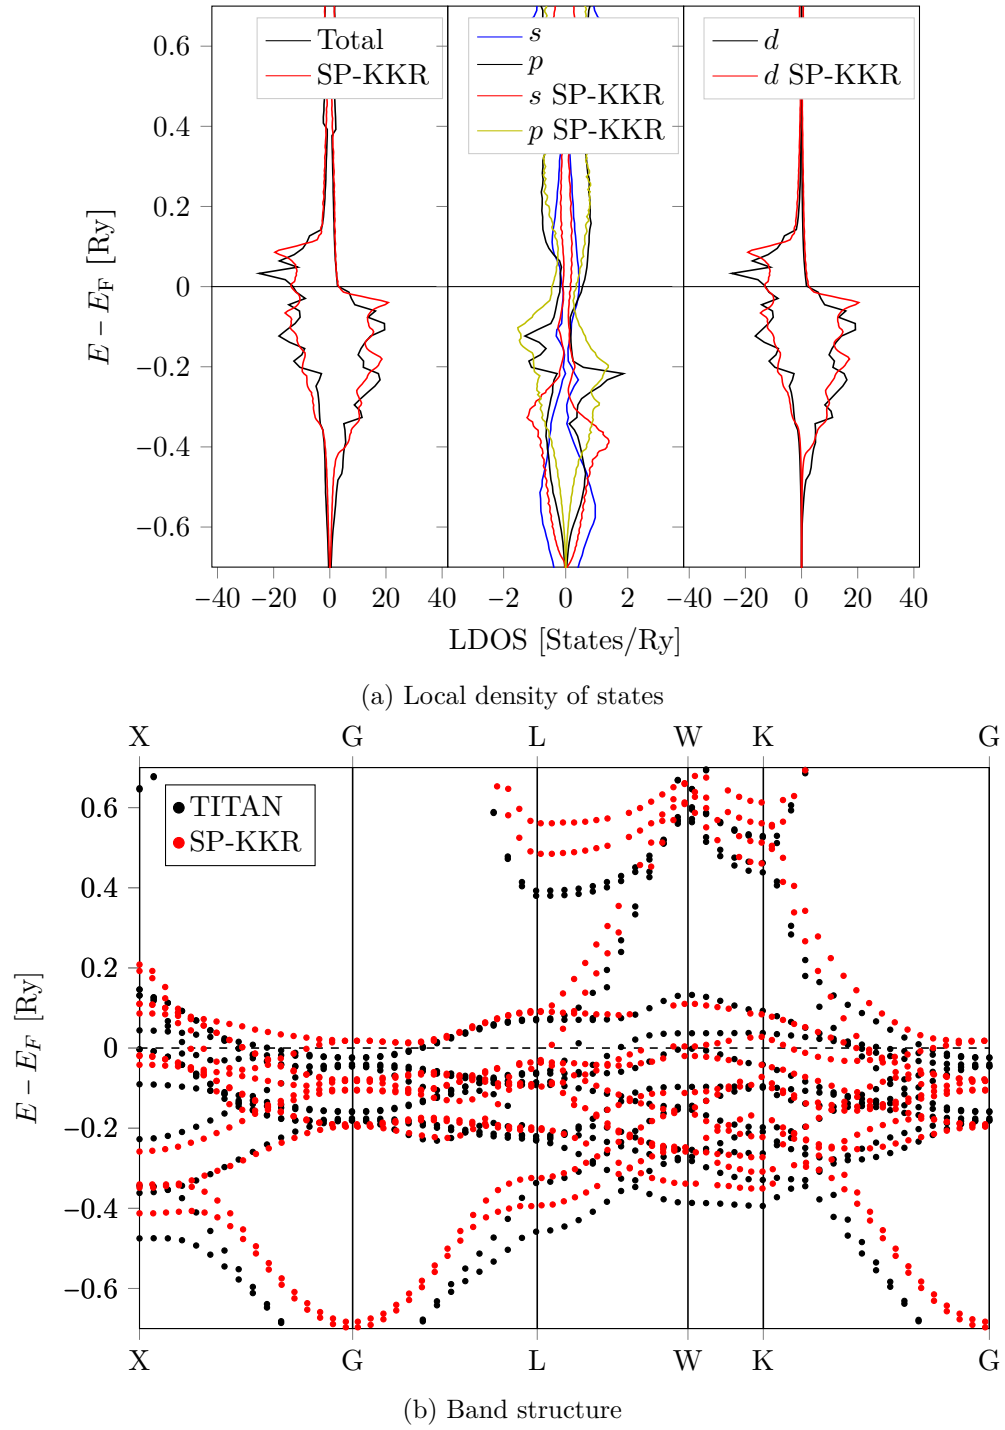 Total
SP-KKR
s
p
s SP-KKR
p SP-KKR
d
d SP-KKR
E − E_F [Ry]
0.6
0.4
0.2
0
−0.2
−0.4
−0.6
−40 −20 0 20 40
−2 0 2
−40 −20 0 20 40
LDOS [States/Ry]
(a) Local density of states
X G L W K G
TITAN
SP-KKR
E − E_F [Ry]
0.6
0.4
0.2
0
−0.2
−0.4
−0.6
X G L W K G
(b) Band structure